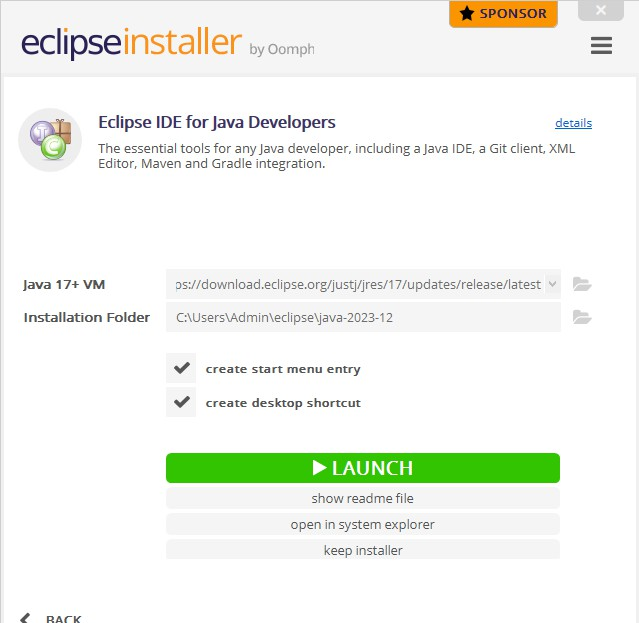 SPONSOR
eclipseinstaller by Oomph
Eclipse IDE for Java Developers details
The essential tools for any Java developer, including a Java IDE, a Git client, XML
Editor, Maven and Gradle integration.
Java 17+ VM ps://download.eclipse.org/justj/jres/17/updates/release/latest
Installation Folder C:\Users\Admin\eclipse\java-2023-12
create start menu entry
create desktop shortcut
LAUNCH
show readme file
open in system explorer
keep installer
BACK